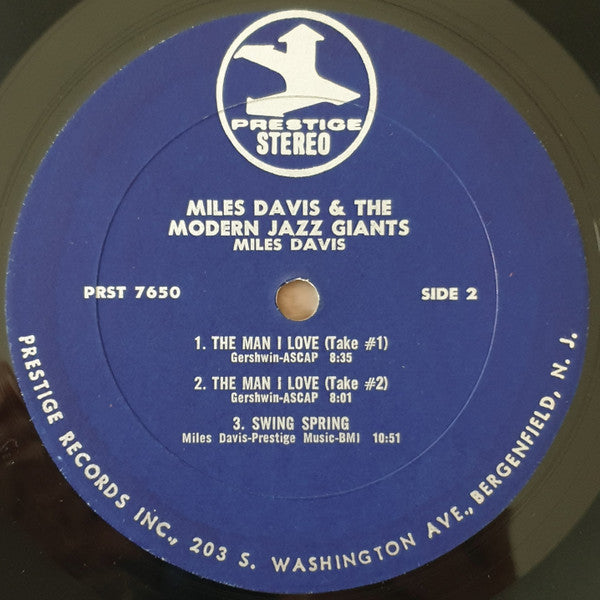 PRESTIGE
STEREO
MILES DAVIS & THE
MODERN JAZZ GIANTS
MILES DAVIS
PRST 7650
SIDE 2
1. THE MAN I LOVE (Take #1)
Gershwin-ASCAP 8:35
2. THE MAN I LOVE (Take #2)
Gershwin-ASCAP 8:01
3. SWING SPRING
Miles Davis-Prestige Music-BMI 10:51
PRESTIGE RECORDS INC., 203 S. WASHINGTON AVE., BERGENFIELD, N. J.